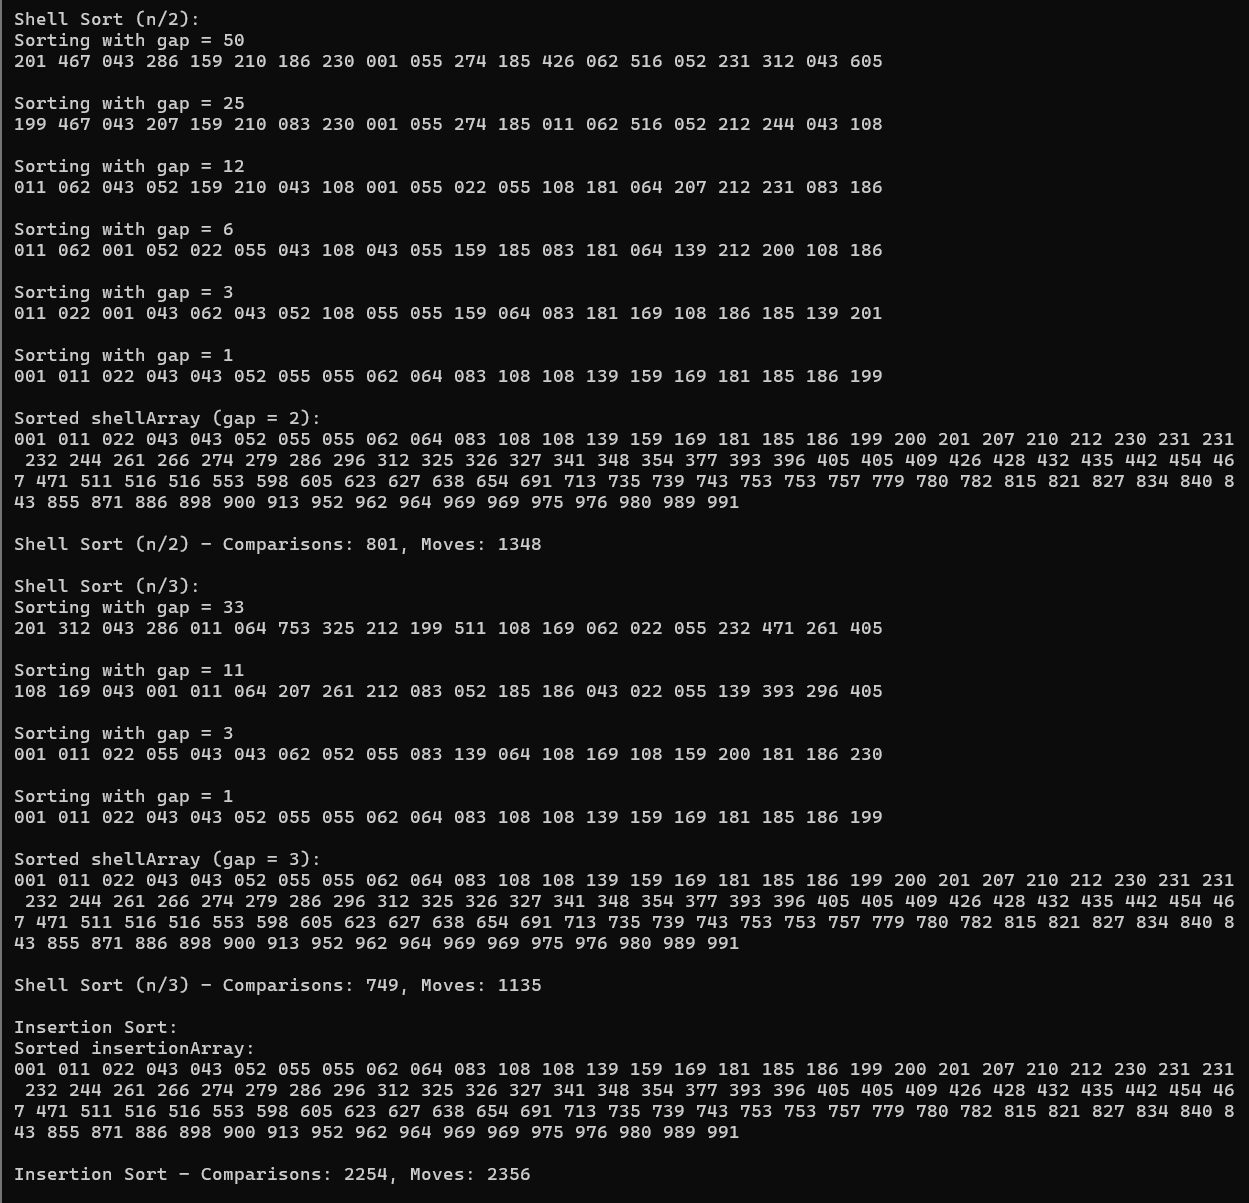 Shell Sort (n/2):
Sorting with gap = 50
201 467 043 286 159 210 186 230 001 055 274 185 426 062 516 052 231 312 043 605
Sorting with gap = 25
199 467 043 207 159 210 083 230 001 055 274 185 011 062 516 052 212 244 043 108
Sorting with gap = 12
011 062 043 052 159 210 043 108 001 055 022 055 108 181 064 207 212 231 083 186
Sorting with gap = 6
011 062 001 052 022 055 043 108 043 055 159 185 083 181 064 139 212 200 108 186
Sorting with gap = 3
011 022 001 043 062 043 052 108 055 055 159 064 083 181 169 108 186 185 139 201
Sorting with gap = 1
001 011 022 043 043 052 055 055 062 064 083 108 108 139 159 169 181 185 186 199
Sorted shellArray (gap = 2):
001 011 022 043 043 052 055 055 062 064 083 108 108 139 159 169 181 185 186 199 200 201 207 210 212 230 231 231
232 244 261 266 274 279 286 296 312 325 326 327 341 348 354 377 393 396 405 405 409 426 428 432 435 442 454 46
7 471 511 516 516 553 598 605 623 627 638 654 691 713 735 739 743 753 753 757 779 780 782 815 821 827 834 840 8
43 855 871 886 898 900 913 952 962 964 969 969 975 976 980 989 991
Shell Sort (n/2) - Comparisons: 801, Moves: 1348
Shell Sort (n/3):
Sorting with gap = 33
201 312 043 286 011 064 753 325 212 199 511 108 169 062 022 055 232 471 261 405
Sorting with gap = 11
108 169 043 001 011 064 207 261 212 083 052 185 186 043 022 055 139 393 296 405
Sorting with gap = 3
001 011 022 055 043 043 062 052 055 083 139 064 108 169 108 159 200 181 186 230
Sorting with gap = 1
001 011 022 043 043 052 055 055 062 064 083 108 108 139 159 169 181 185 186 199
Sorted shellArray (gap = 3):
001 011 022 043 043 052 055 055 062 064 083 108 108 139 159 169 181 185 186 199 200 201 207 210 212 230 231 231
232 244 261 266 274 279 286 296 312 325 326 327 341 348 354 377 393 396 405 405 409 426 428 432 435 442 454 46
7 471 511 516 516 553 598 605 623 627 638 654 691 713 735 739 743 753 753 757 779 780 782 815 821 827 834 840 8
43 855 871 886 898 900 913 952 962 964 969 969 975 976 980 989 991
Shell Sort (n/3) - Comparisons: 749, Moves: 1135
Insertion Sort:
Sorted insertionArray:
001 011 022 043 043 052 055 055 062 064 083 108 108 139 159 169 181 185 186 199 200 201 207 210 212 230 231 231
232 244 261 266 274 279 286 296 312 325 326 327 341 348 354 377 393 396 405 405 409 426 428 432 435 442 454 46
7 471 511 516 516 553 598 605 623 627 638 654 691 713 735 739 743 753 753 757 779 780 782 815 821 827 834 840 8
43 855 871 886 898 900 913 952 962 964 969 969 975 976 980 989 991
Insertion Sort - Comparisons: 2254, Moves: 2356